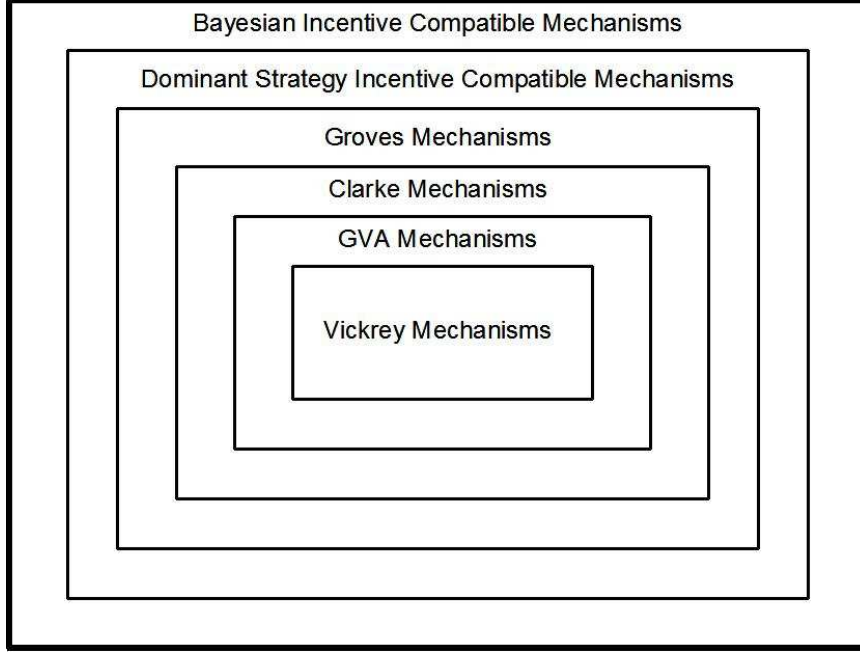 Bayesian Incentive Compatible Mechanisms
Dominant Strategy Incentive Compatible Mechanisms
Groves Mechanisms
Clarke Mechanisms
GVA Mechanisms
Vickrey Mechanisms